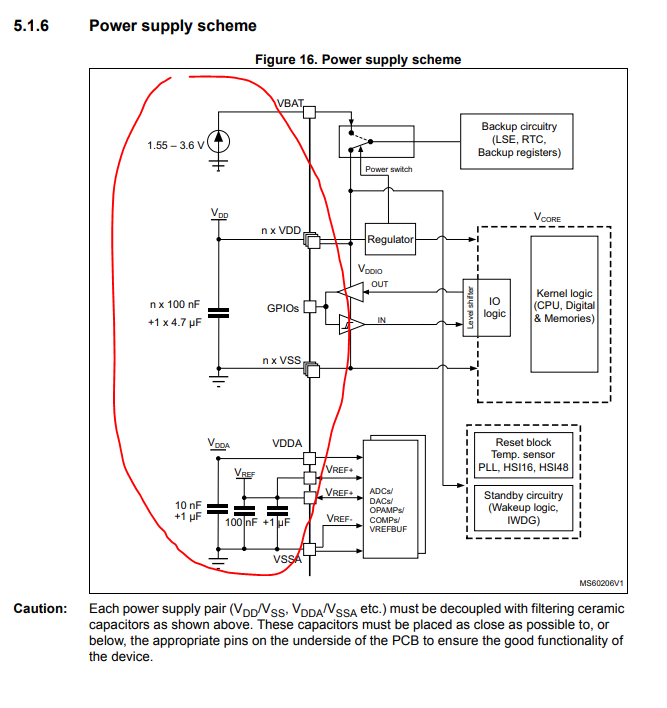 5.1.6 Power supply scheme
Figure 16. Power supply scheme
VBAT
1.55 – 3.6 V
Backup circuitry
(LSE, RTC,
Backup registers)
Power switch
VDD
n x VDD
Regulator
VCORE
VDDIO
OUT
n x 100 nF
+1 x 4.7 µF
GPIOs
IN
Level shifter
IO
logic
Kernel logic
(CPU, Digital
& Memories)
n x VSS
VDDA
VDDA
VREF
VREF+
VREF+
VREF-
10 nF
+1 µF
100 nF +1 µF
VSSA
ADCs/
DACs/
OPAMPs/
COMPs/
VREFBUF
Reset block
Temp. sensor
PLL, HSI16, HSI48
Standby circuitry
(Wakeup logic,
IWDG)
MS60206V1
Caution: Each power supply pair (VDD/VSS, VDDA/VSSA etc.) must be decoupled with filtering ceramic
capacitors as shown above. These capacitors must be placed as close as possible to, or
below, the appropriate pins on the underside of the PCB to ensure the good functionality of
the device.